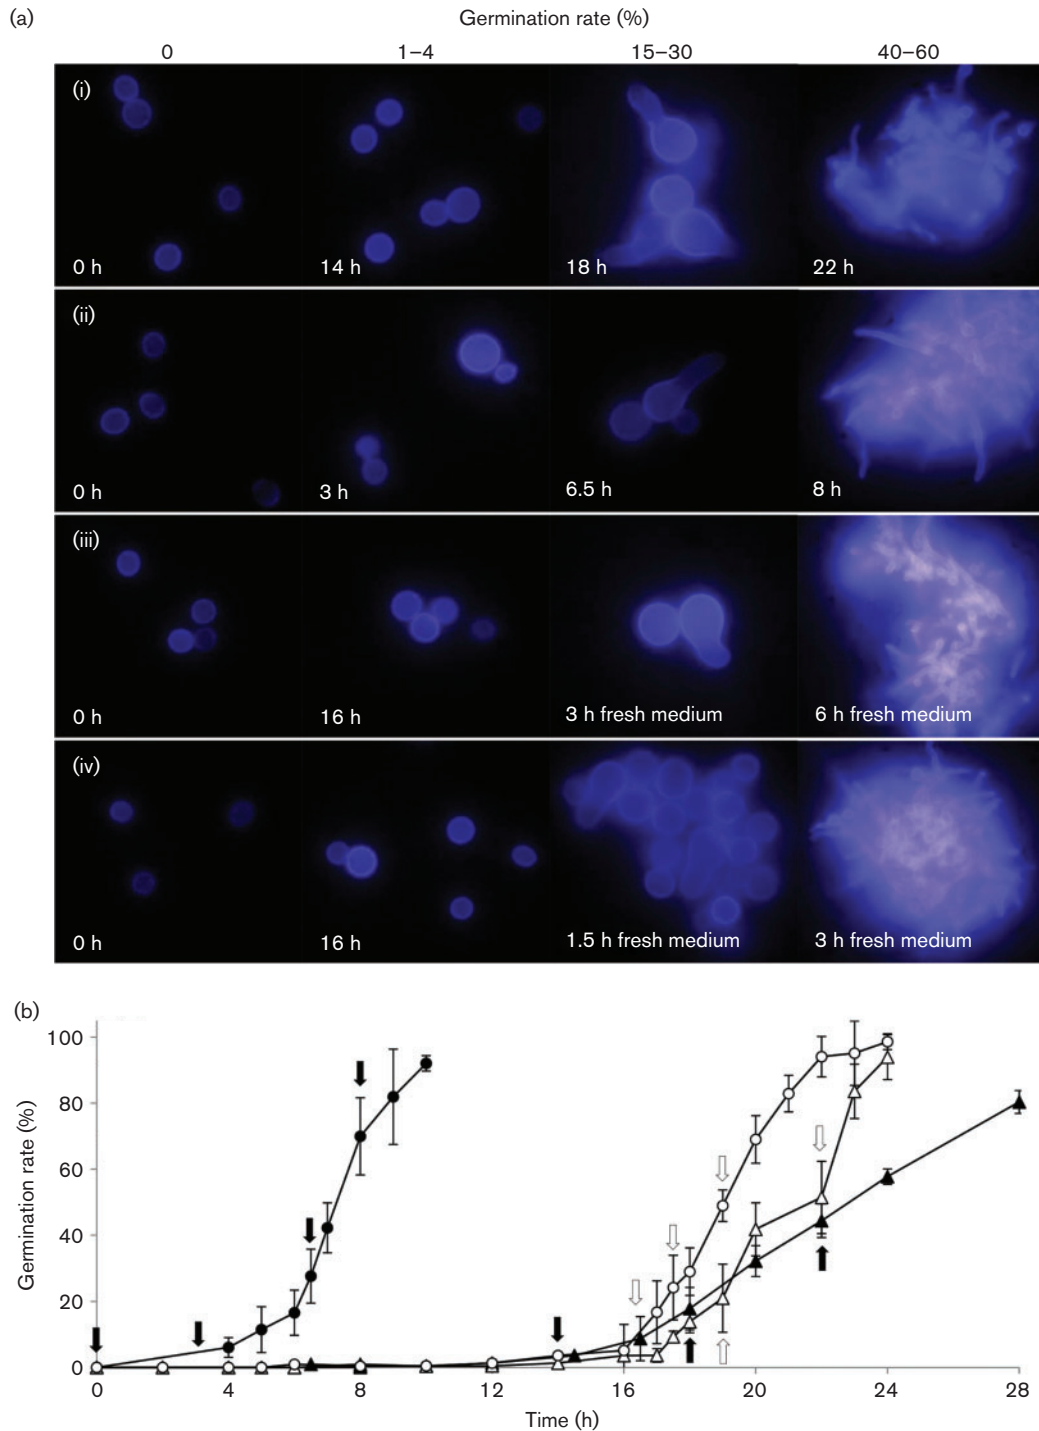 (a)
Germination rate (%)
0 1–4 15–30 40–60
(i)
0 h 14 h 18 h 22 h
(ii)
0 h 3 h 6.5 h 8 h
(iii)
0 h 16 h 3 h fresh medium 6 h fresh medium
(iv)
0 h 16 h 1.5 h fresh medium 3 h fresh medium
(b)
100
80
60
40
20
0
Germination rate (%)
0 4 8 12 16 20 24 28
Time (h)